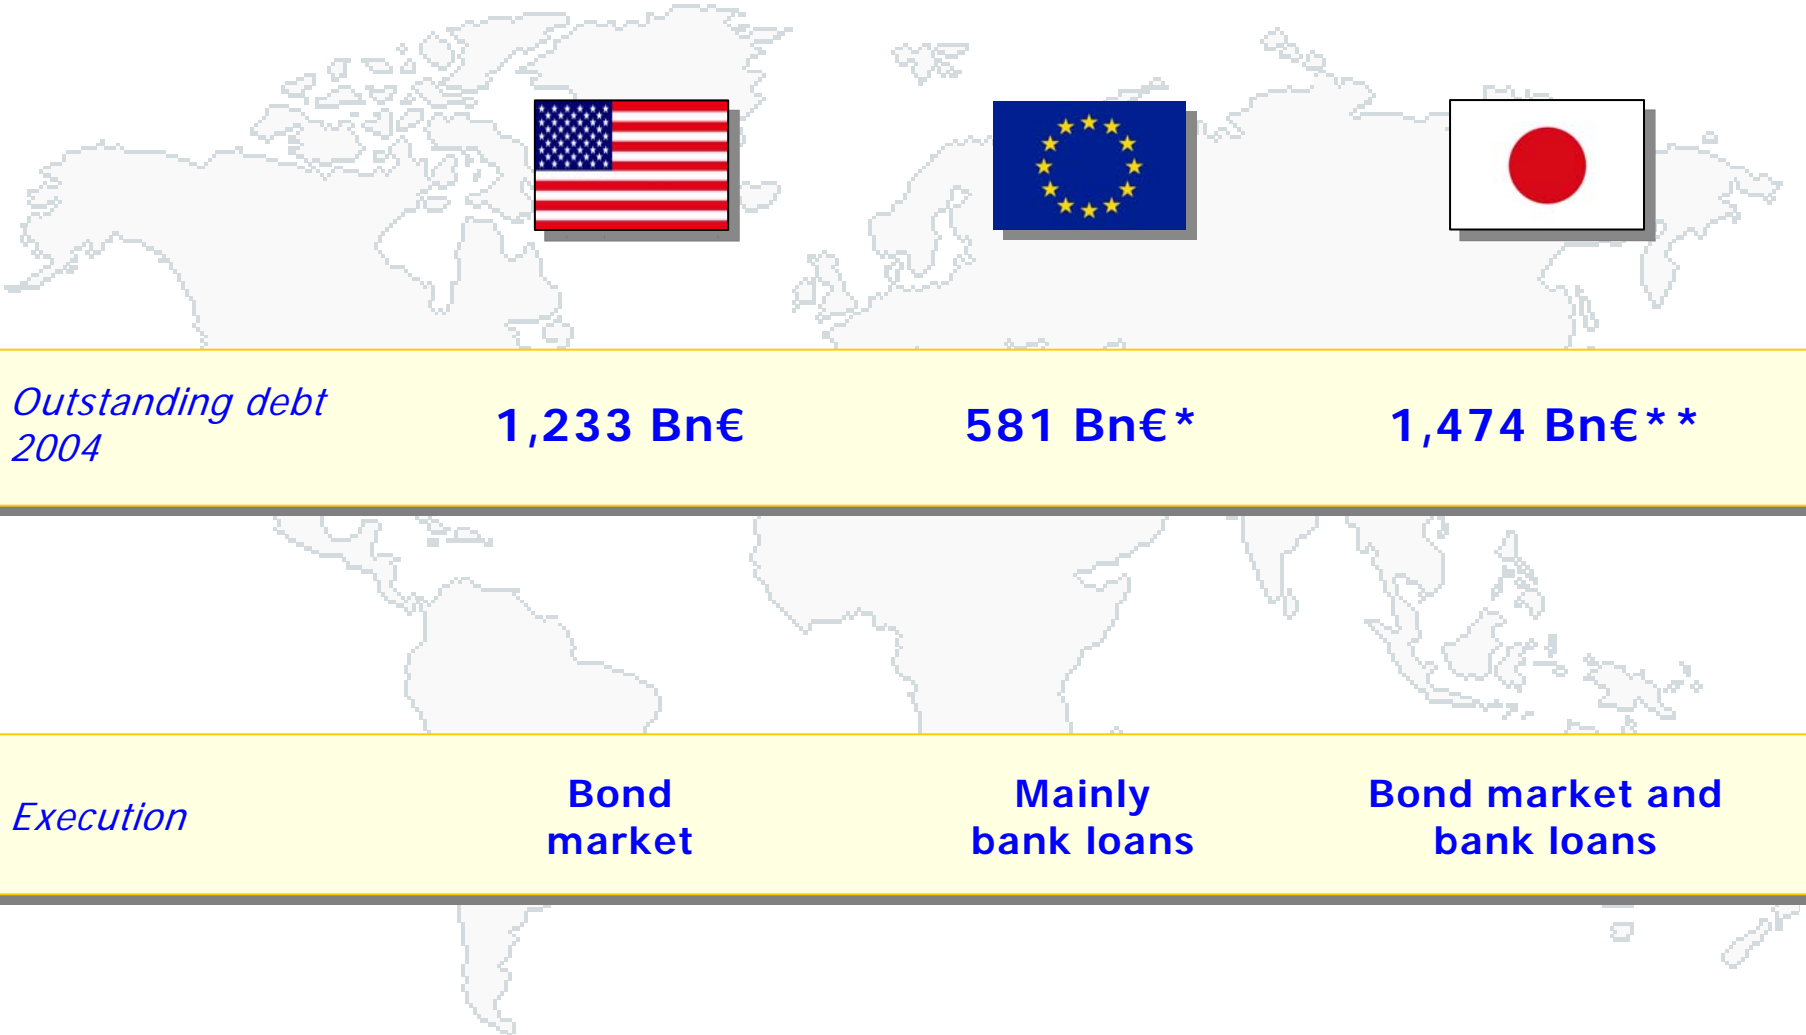 Outstanding debt
2004
1,233 Bn€
581 Bn€*
1,474 Bn€**
Execution
Bond
market
Mainly
bank loans
Bond market and
bank loans